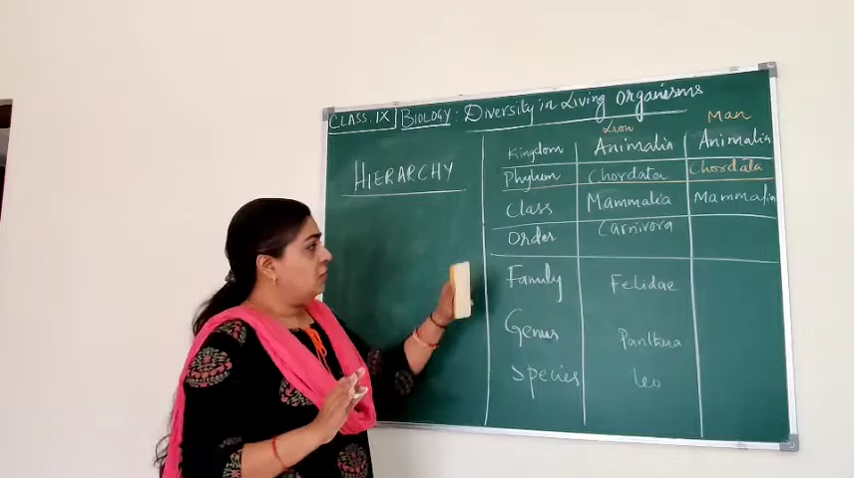 CLASS. IX BIOLOGY: Diversity in Living Organisms
Lion Man
HIERARCHY
Kingdom Animalia Animalia
Phylum Chordata Chordata
Class Mammalia Mammalia
Order Carnivora
Family Felidae
Genus Panthera
Species leo